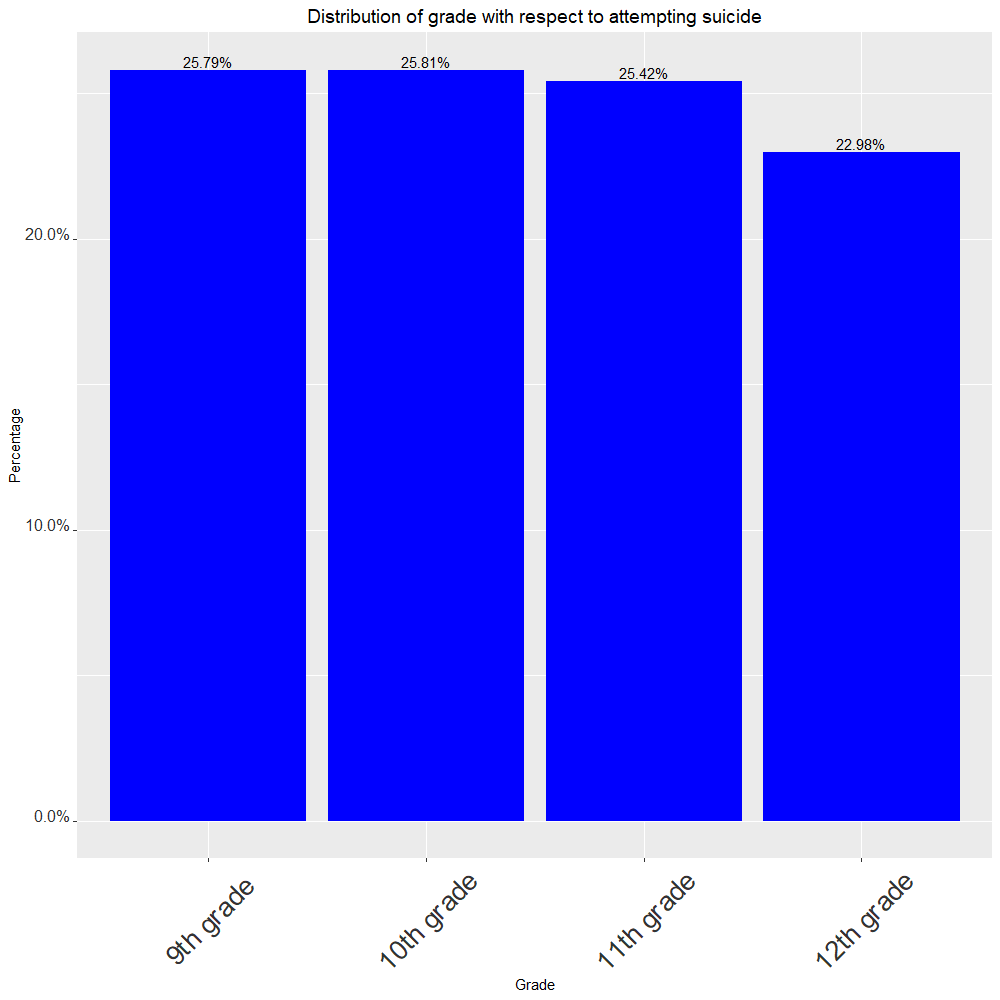 Distribution of grade with respect to attempting suicide
25.79%
25.81%
25.42%
22.98%
20.0%
10.0%
0.0%
Percentage
9th grade
10th grade
11th grade
12th grade
Grade